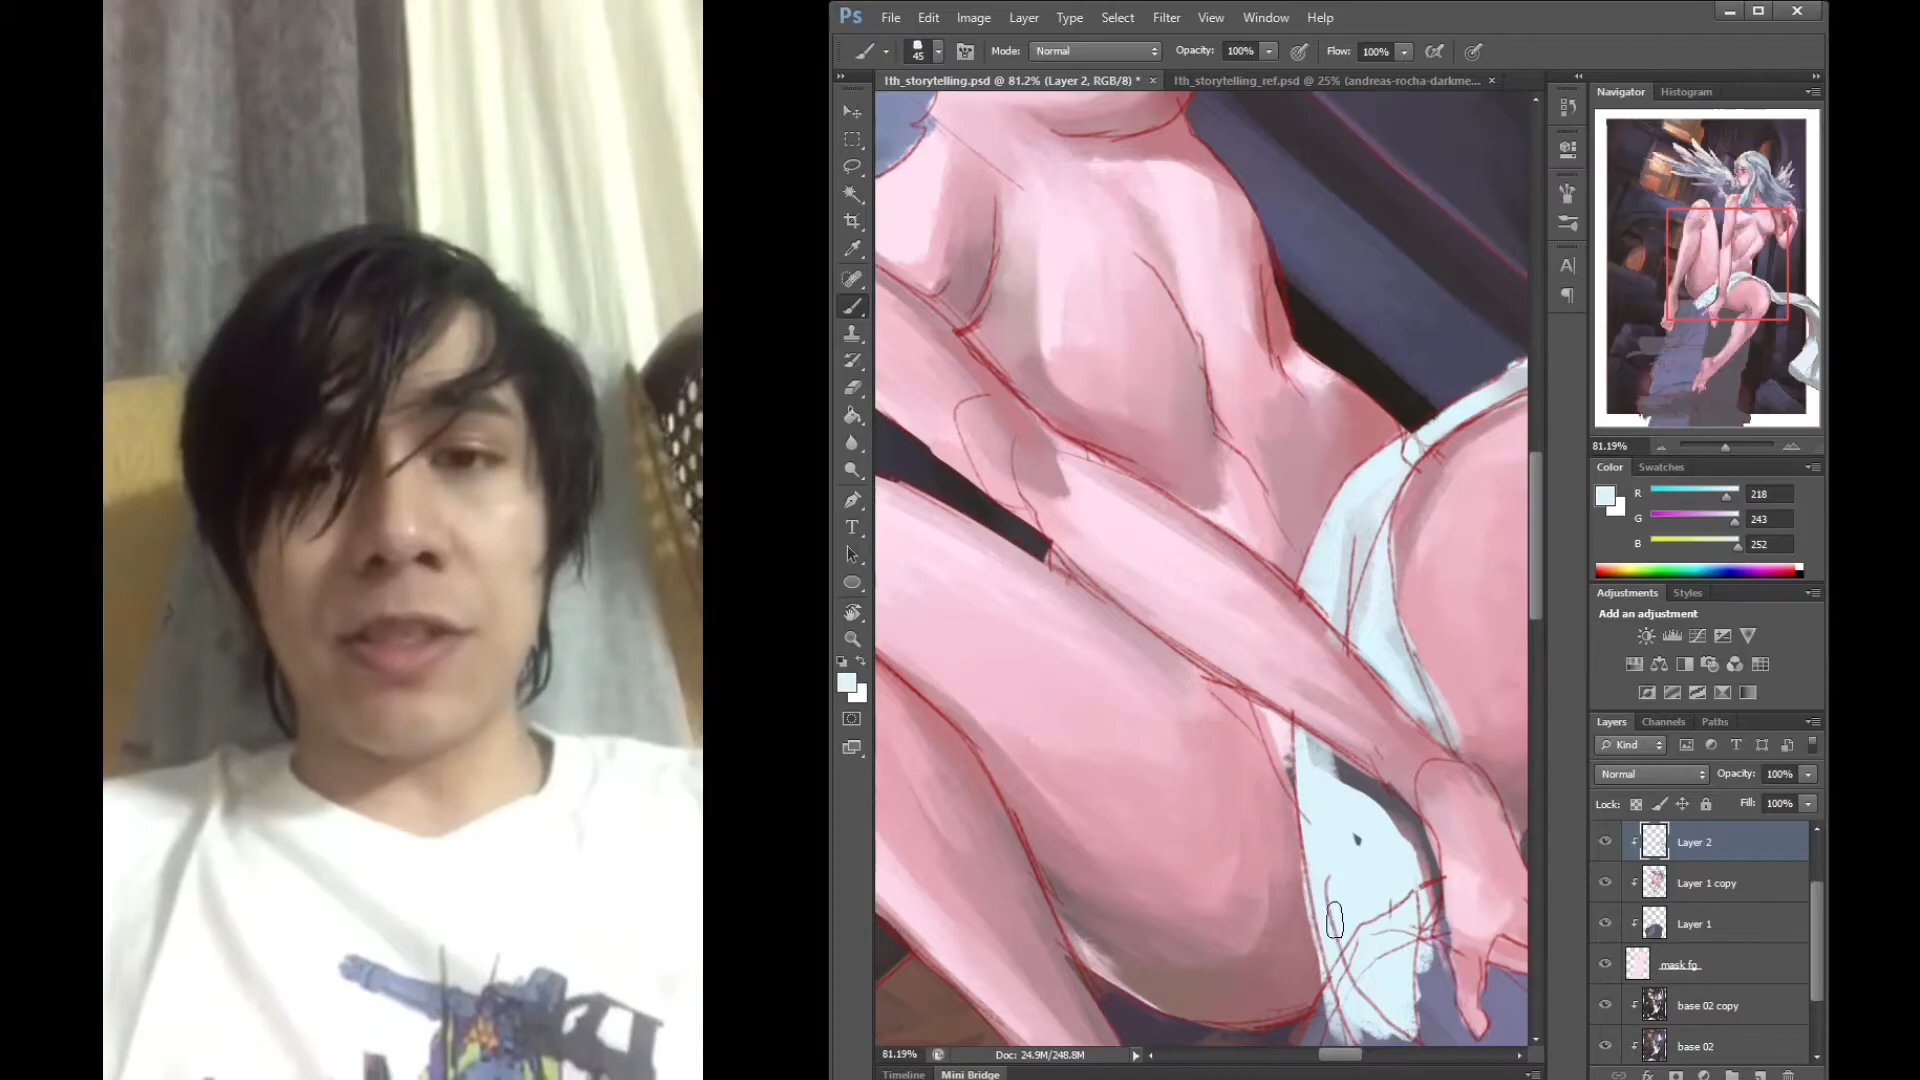 Ps File Edit Image Layer Type Select Filter View Window Help
45 Mode: Normal Opacity: 100% Flow: 100%
lth_storytelling.psd @ 81.2% (Layer 2, RGB/8) * × lth_storytelling_ref.psd @ 25% (andreas-rocha-darkme... ×
Navigator Histogram
81.19%
Color Swatches
R 218
G 243
B 252
Adjustments Styles
Add an adjustment
Layers Channels Paths
Kind
Normal Opacity: 100%
Lock: Fill: 100%
Layer 2
Layer 1 copy
Layer 1
mask fg
base 02 copy
base 02
81.19% Doc: 24.9M/248.8M
Timeline Mini Bridge